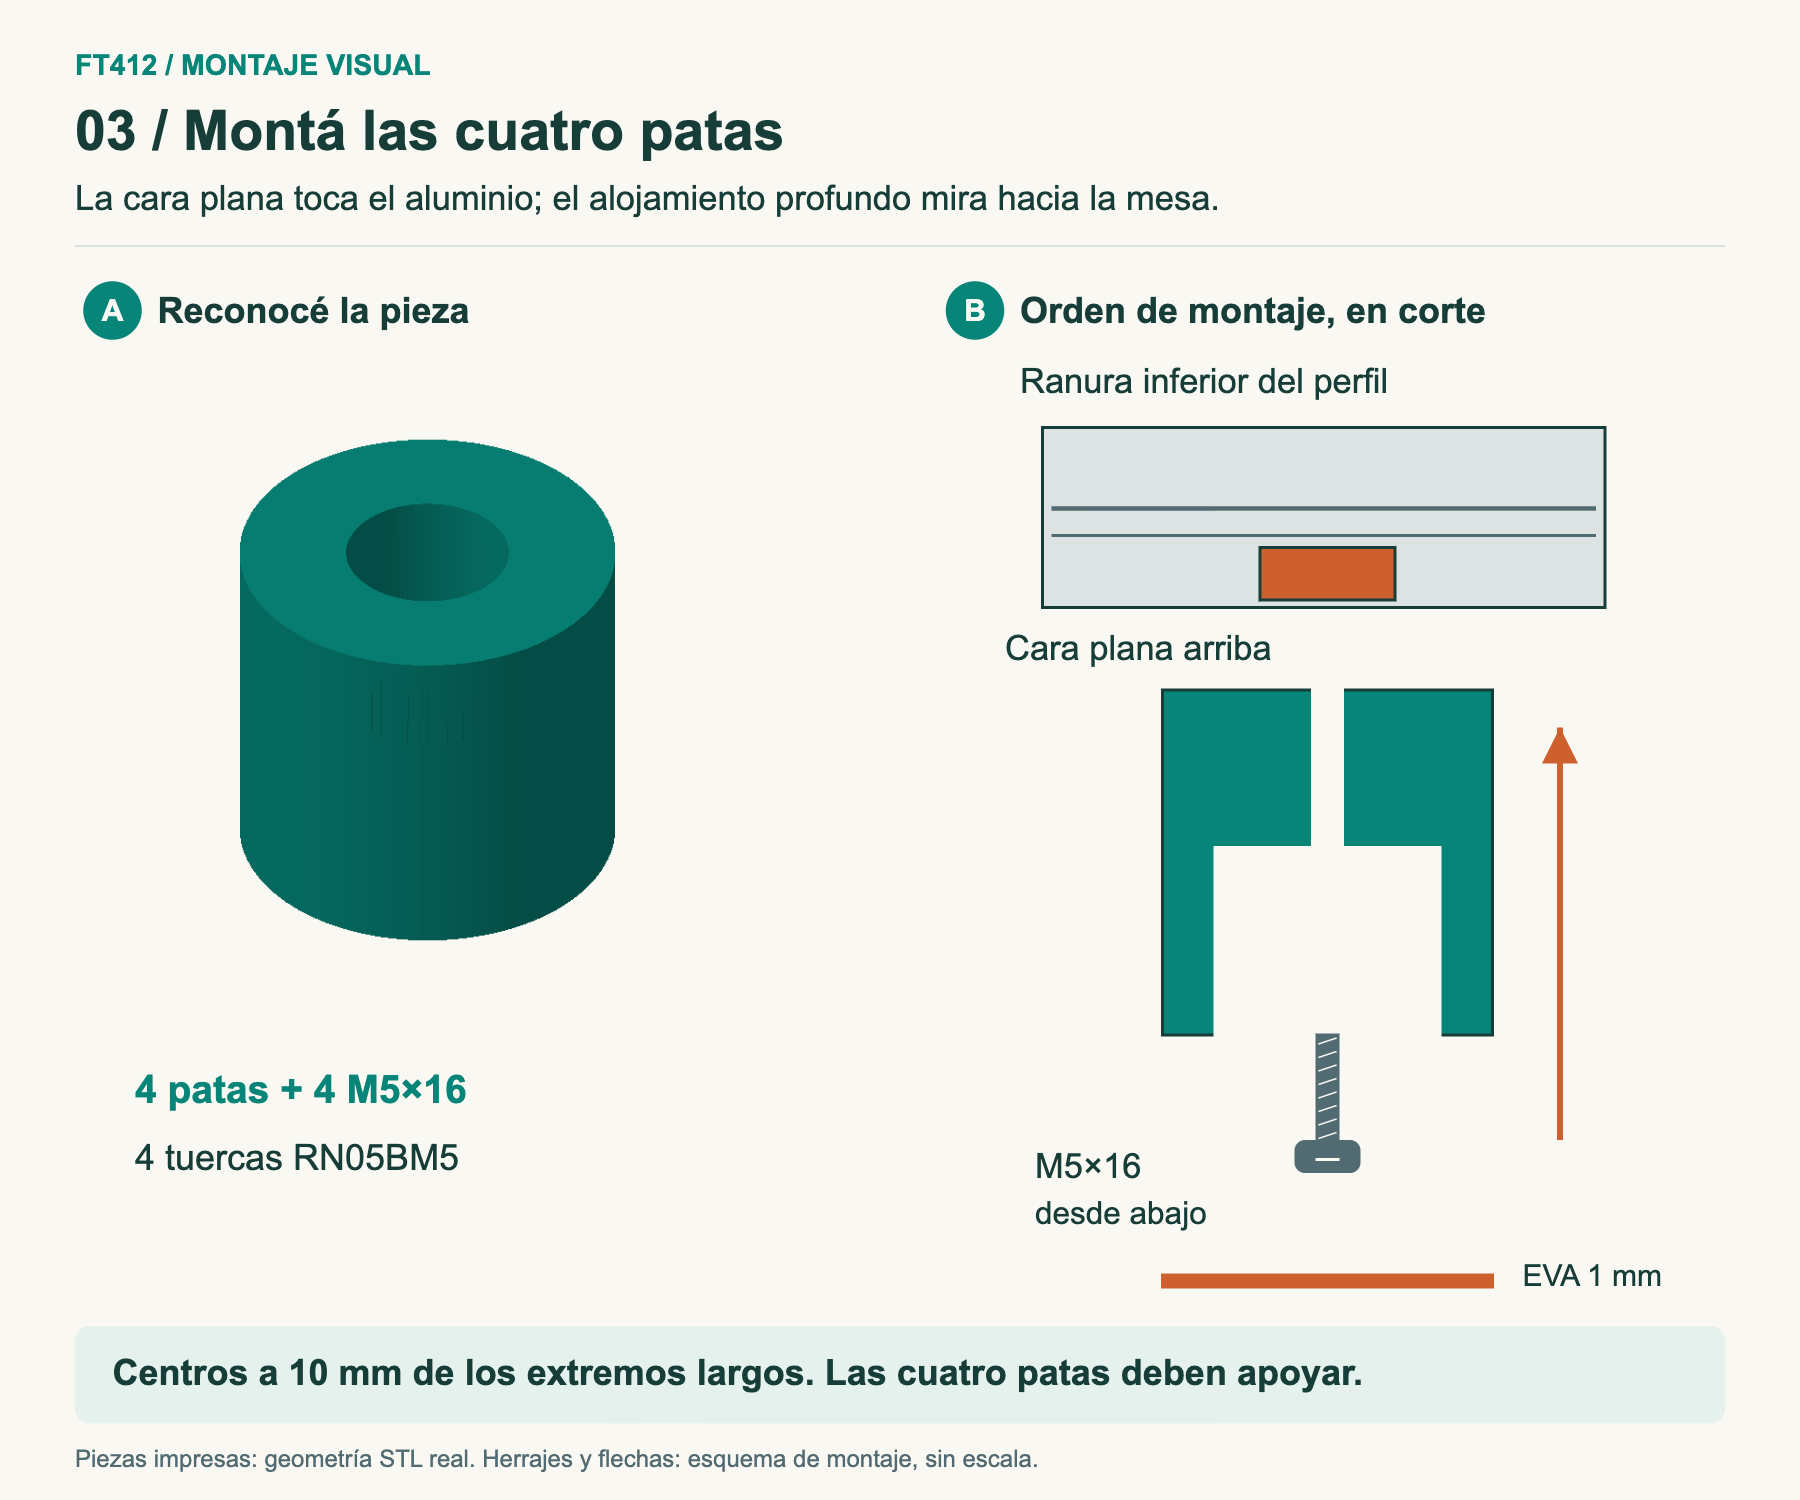 FT412 / MONTAJE VISUAL
03 / Montá las cuatro patas
La cara plana toca el aluminio; el alojamiento profundo mira hacia la mesa.
A Reconocé la pieza
4 patas + 4 M5×16
4 tuercas RN05BM5
B Orden de montaje, en corte
Ranura inferior del perfil
Cara plana arriba
M5×16
desde abajo
EVA 1 mm
Centros a 10 mm de los extremos largos. Las cuatro patas deben apoyar.
Piezas impresas: geometría STL real. Herrajes y flechas: esquema de montaje, sin escala.